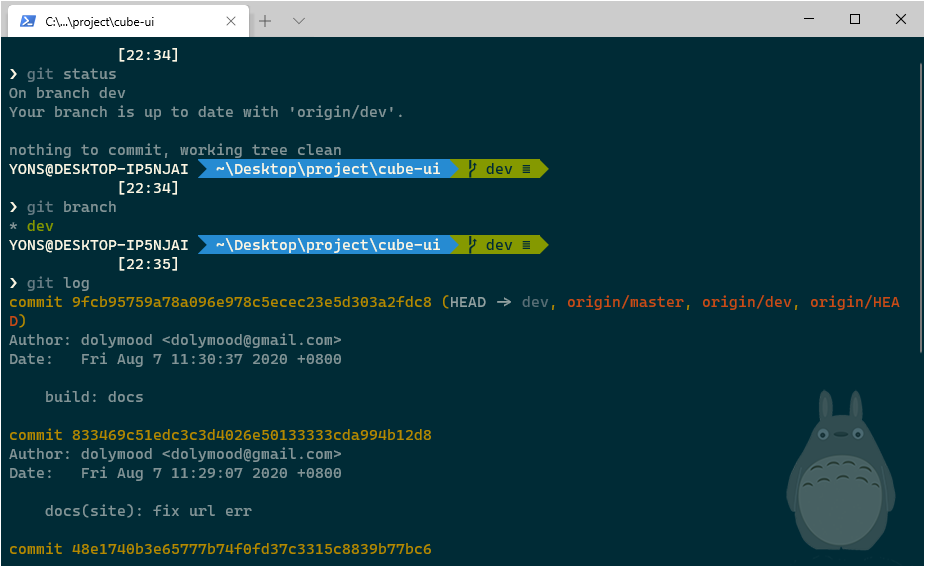 C:\...\project\cube-ui
[22:34]
❯ git status
On branch dev
Your branch is up to date with 'origin/dev'.
nothing to commit, working tree clean
YONS@DESKTOP-IP5NJAI ~\Desktop\project\cube-ui dev ≡
[22:34]
❯ git branch
* dev
YONS@DESKTOP-IP5NJAI ~\Desktop\project\cube-ui dev ≡
[22:35]
❯ git log
commit 9fcb95759a78a096e978c5ecec23e5d303a2fdc8 (HEAD -> dev, origin/master, origin/dev, origin/HEA
D)
Author: dolymood <dolymood@gmail.com>
Date:   Fri Aug 7 11:30:37 2020 +0800
build: docs
commit 833469c51edc3c3d4026e50133333cda994b12d8
Author: dolymood <dolymood@gmail.com>
Date:   Fri Aug 7 11:29:07 2020 +0800
docs(site): fix url err
commit 48e1740b3e65777b74f0fd37c3315c8839b77bc6